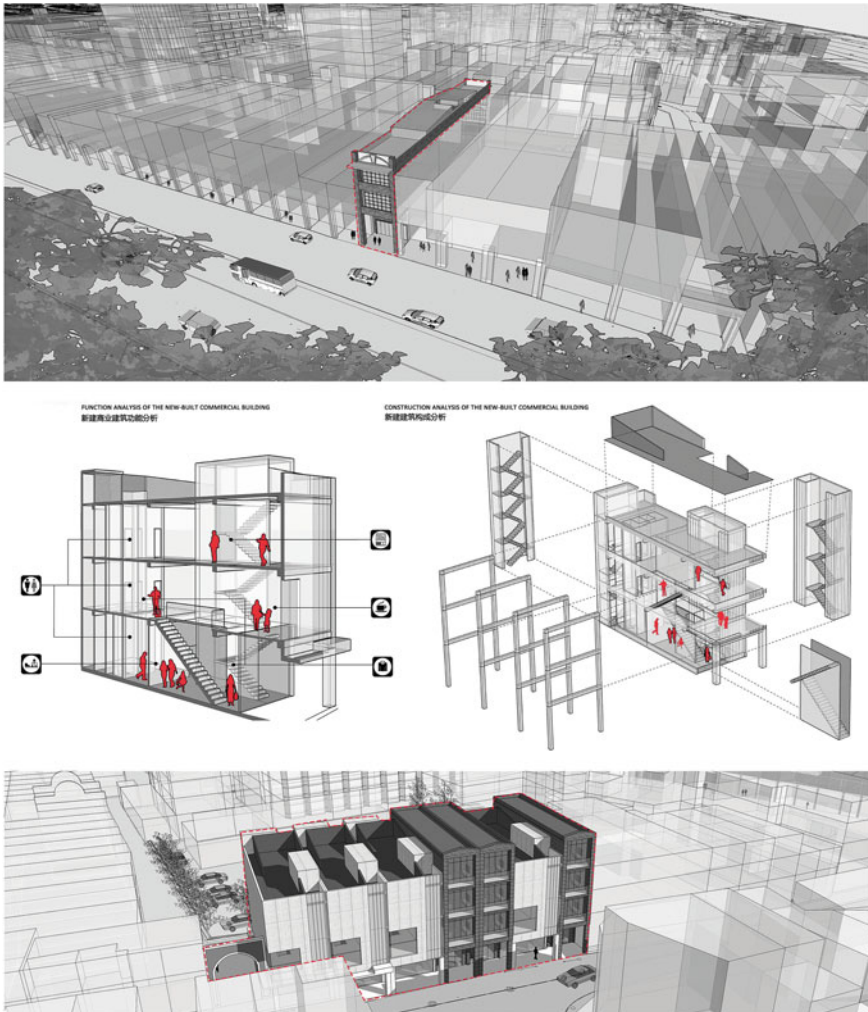 FUNCTION ANALYSIS OF THE NEW-BUILT COMMERCIAL BUILDING
新建商业建筑功能分析
CONSTRUCTION ANALYSIS OF THE NEW-BUILT COMMERCIAL BUILDING
新建建筑构成分析